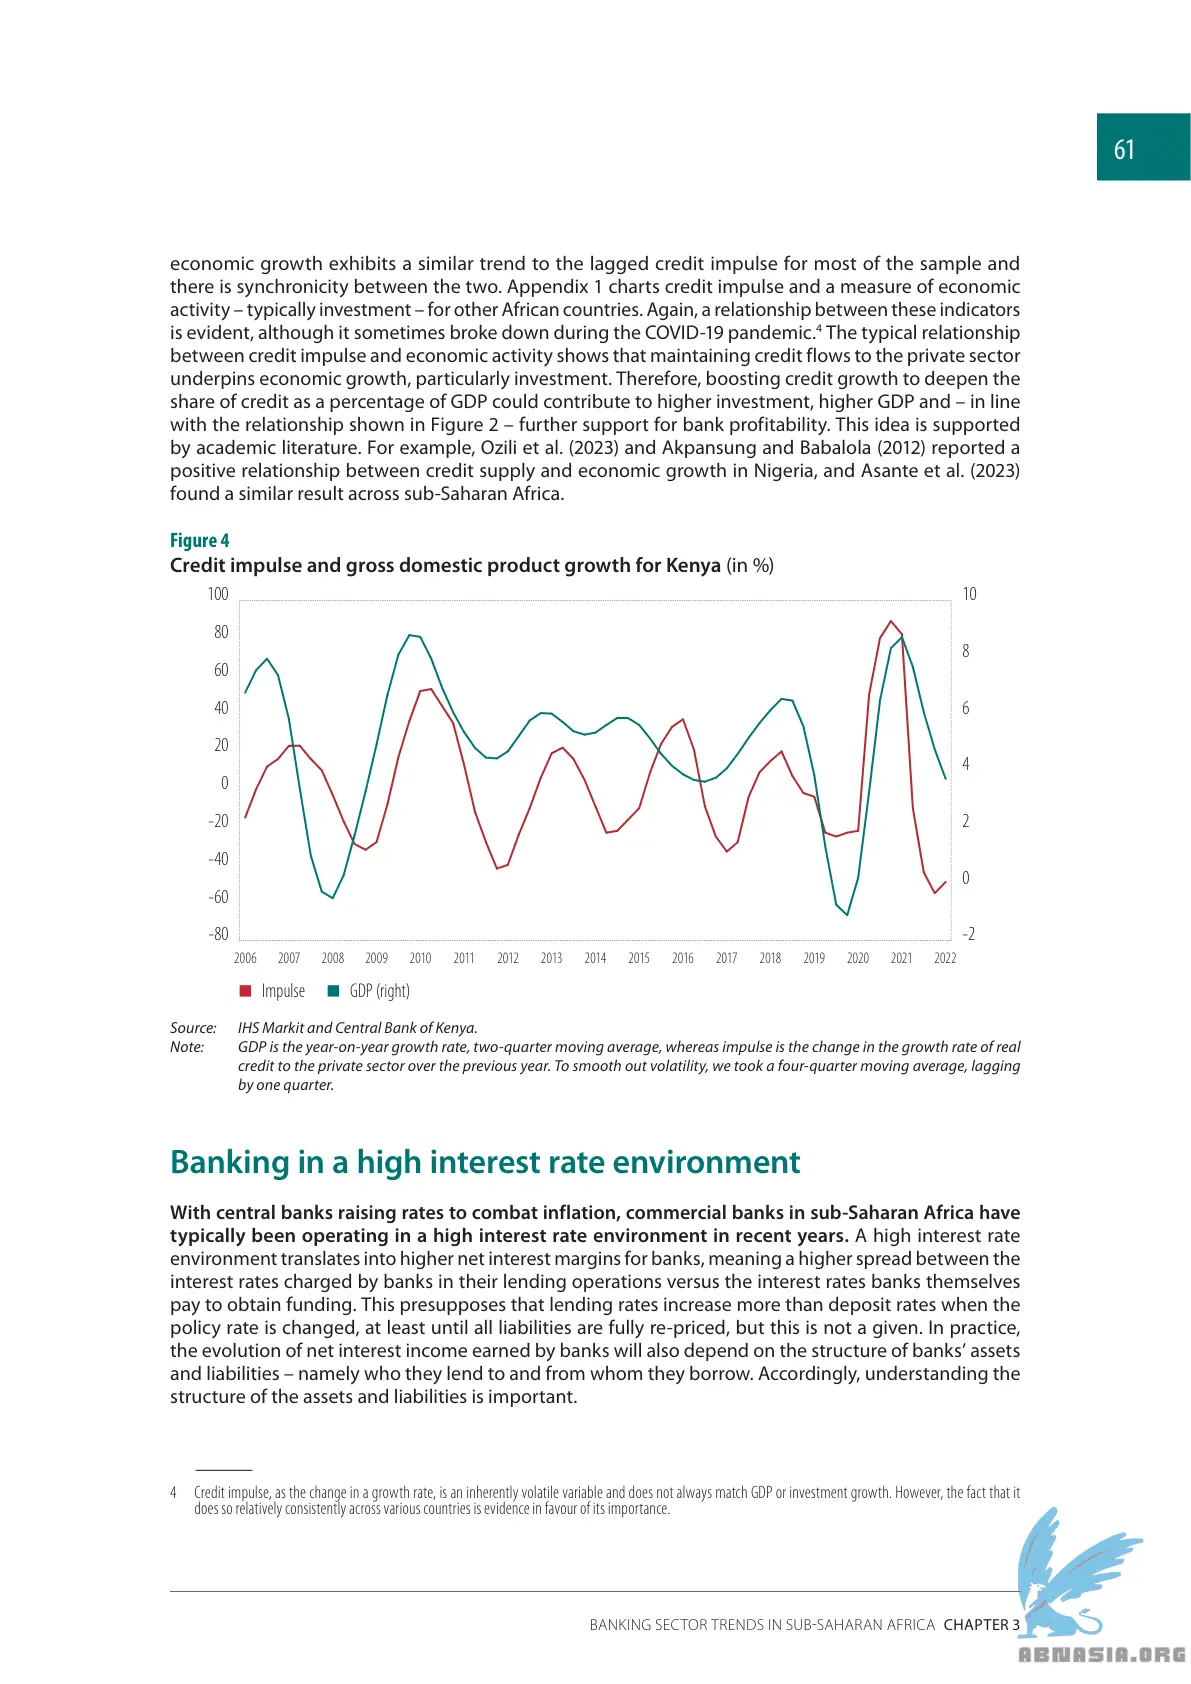 61
economic growth exhibits a similar trend to the lagged credit impulse for most of the sample and
there is synchronicity between the two. Appendix 1 charts credit impulse and a measure of economic
activity – typically investment – for other African countries. Again, a relationship between these indicators
is evident, although it sometimes broke down during the COVID-19 pandemic.4 The typical relationship
between credit impulse and economic activity shows that maintaining credit flows to the private sector
underpins economic growth, particularly investment. Therefore, boosting credit growth to deepen the
share of credit as a percentage of GDP could contribute to higher investment, higher GDP and – in line
with the relationship shown in Figure 2 – further support for bank profitability. This idea is supported
by academic literature. For example, Ozili et al. (2023) and Akpansung and Babalola (2012) reported a
positive relationship between credit supply and economic growth in Nigeria, and Asante et al. (2023)
found a similar result across sub-Saharan Africa.
Figure 4
Credit impulse and gross domestic product growth for Kenya (in %)
100
80
60
40
20
0
-20
-40
-60
-80
10
8
6
4
2
0
-2
2006 2007 2008 2009 2010 2011 2012 2013 2014 2015 2016 2017 2018 2019 2020 2021 2022
Impulse GDP (right)
Source: IHS Markit and Central Bank of Kenya.
Note: GDP is the year-on-year growth rate, two-quarter moving average, whereas impulse is the change in the growth rate of real
credit to the private sector over the previous year. To smooth out volatility, we took a four-quarter moving average, lagging
by one quarter.
Banking in a high interest rate environment
With central banks raising rates to combat inflation, commercial banks in sub-Saharan Africa have
typically been operating in a high interest rate environment in recent years. A high interest rate
environment translates into higher net interest margins for banks, meaning a higher spread between the
interest rates charged by banks in their lending operations versus the interest rates banks themselves
pay to obtain funding. This presupposes that lending rates increase more than deposit rates when the
policy rate is changed, at least until all liabilities are fully re-priced, but this is not a given. In practice,
the evolution of net interest income earned by banks will also depend on the structure of banks’ assets
and liabilities – namely who they lend to and from whom they borrow. Accordingly, understanding the
structure of the assets and liabilities is important.
4 Credit impulse, as the change in a growth rate, is an inherently volatile variable and does not always match GDP or investment growth. However, the fact that it
does so relatively consistently across various countries is evidence in favour of its importance.
BANKING SECTOR TRENDS IN SUB-SAHARAN AFRICA CHAPTER 3
ABNASIA.ORG